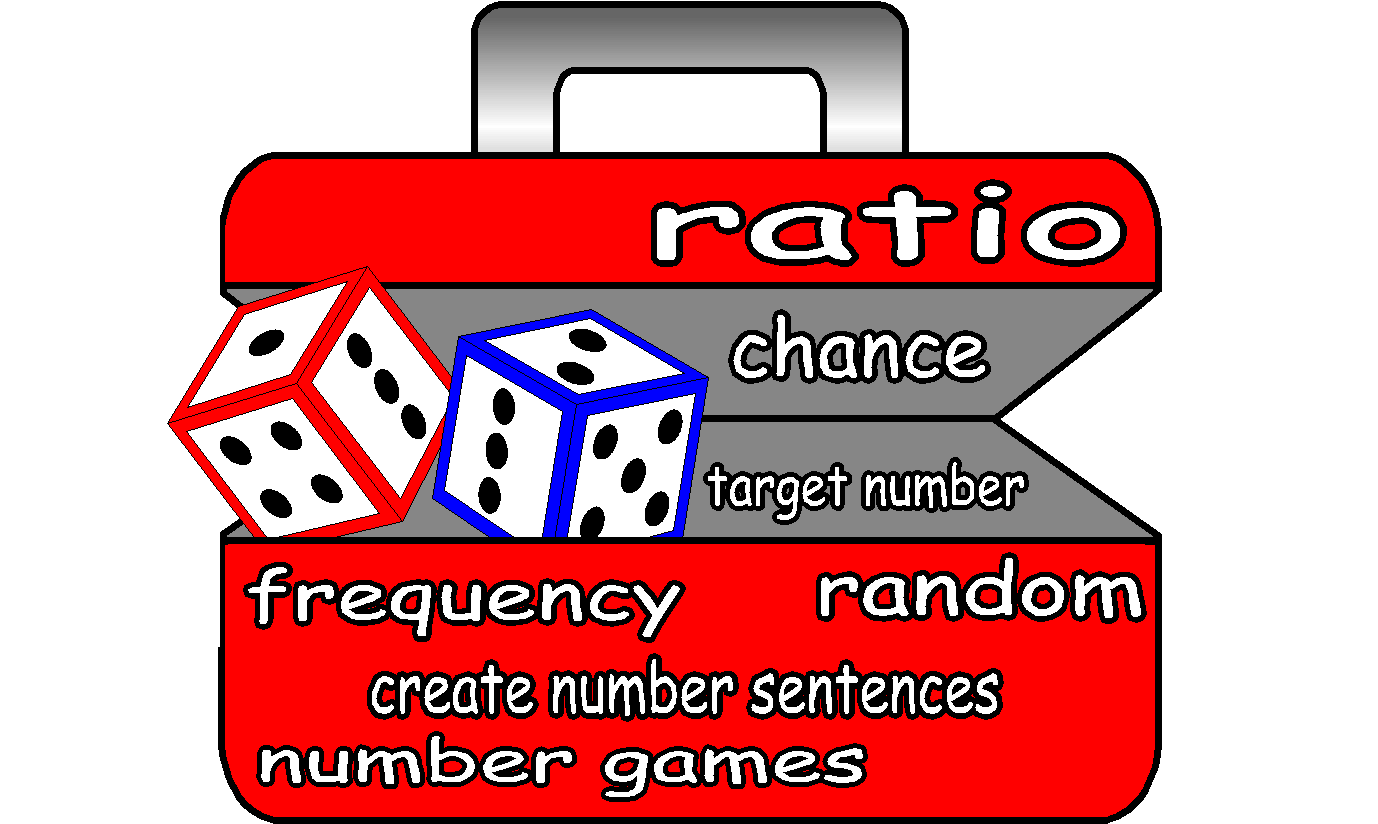 ratio
chance
target number
frequency random
create number sentences
number games